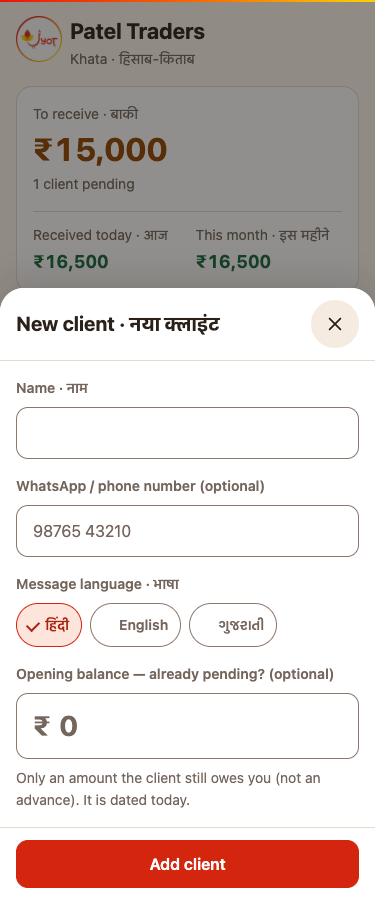 Jyot
Patel Traders
Khata · हिसाब-किताब
To receive · बाकी
₹15,000
1 client pending
Received today · आज
This month · इस महीने
₹16,500
₹16,500
New client · नया क्लाइंट
Name · नाम
WhatsApp / phone number (optional)
98765 43210
Message language · भाषा
हिंदी
English
ગુજરાતી
Opening balance — already pending? (optional)
₹ 0
Only an amount the client still owes you (not an
advance). It is dated today.
Add client